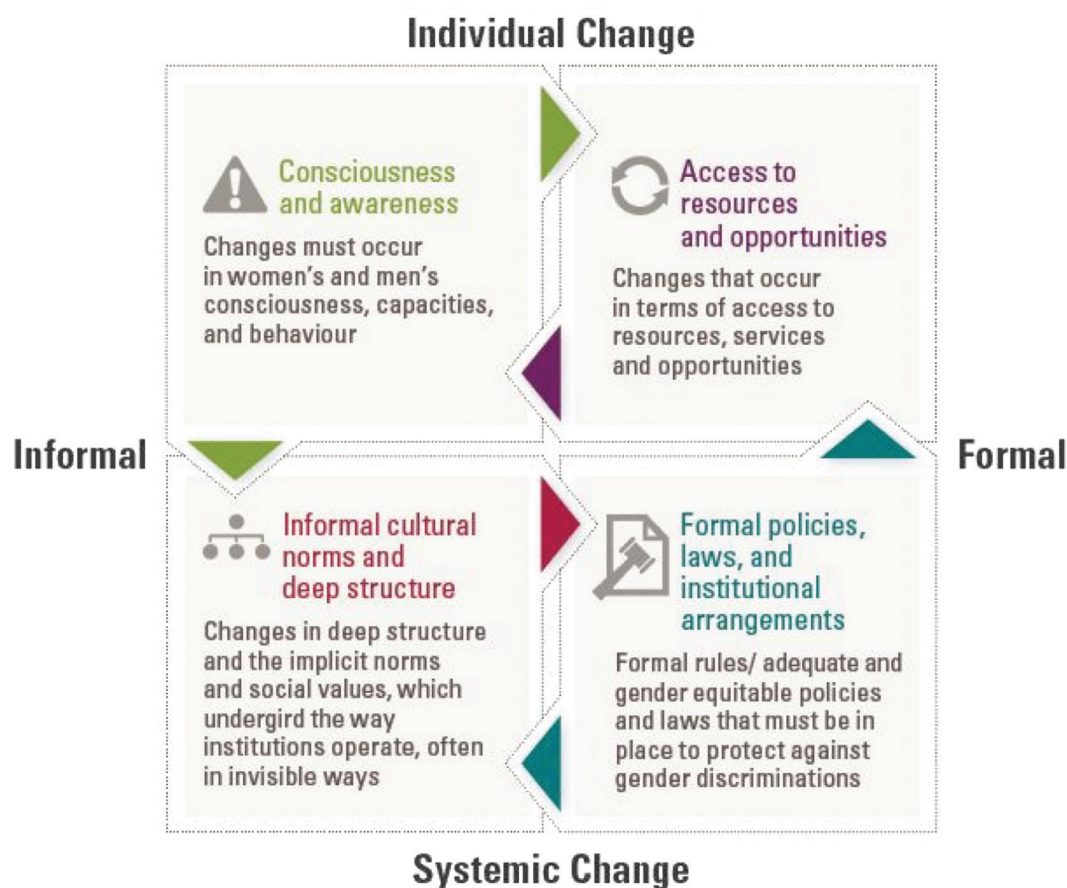 Individual Change
Consciousness
and awareness
Changes must occur
in women's and men's
consciousness, capacities,
and behaviour
Access to
resources
and opportunities
Changes that occur
in terms of access to
resources, services
and opportunities
Informal
Formal
Informal cultural
norms and
deep structure
Changes in deep structure
and the implicit norms
and social values, which
undergird the way
institutions operate, often
in invisible ways
Formal policies,
laws, and
institutional
arrangements
Formal rules/ adequate and
gender equitable policies
and laws that must be in
place to protect against
gender discriminations
Systemic Change